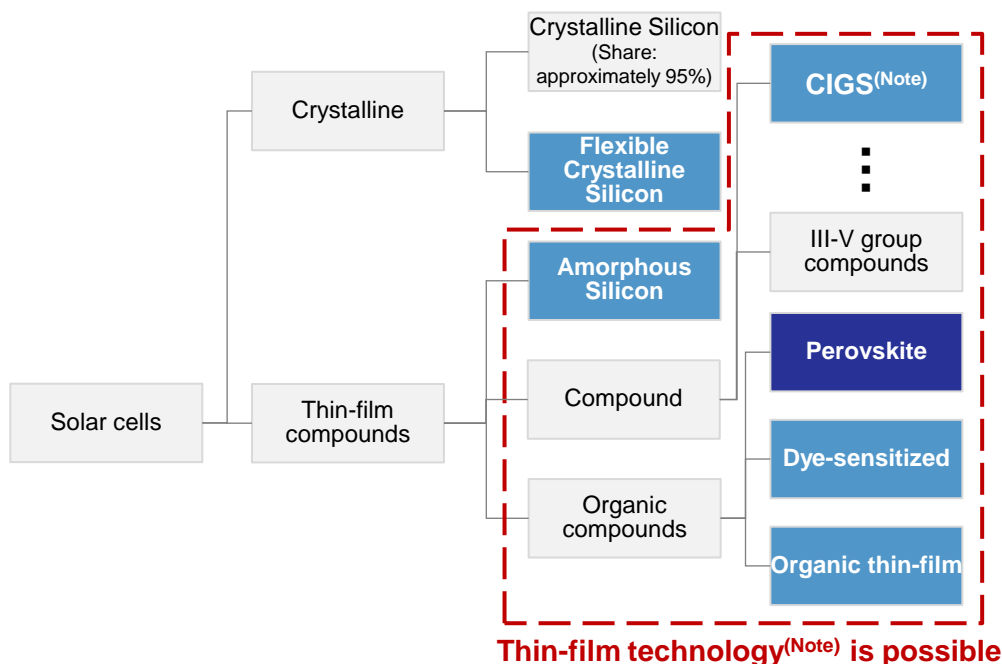 Crystalline Silicon
(Share:
approximately 95%)
Crystalline
Flexible
Crystalline
Silicon
Solar cells
Thin-film
compounds
Amorphous
Silicon
Compound
Organic
compounds
CIGS(Note)
III-V group
compounds
Perovskite
Dye-sensitized
Organic thin-film
Thin-film technology(Note) is possible